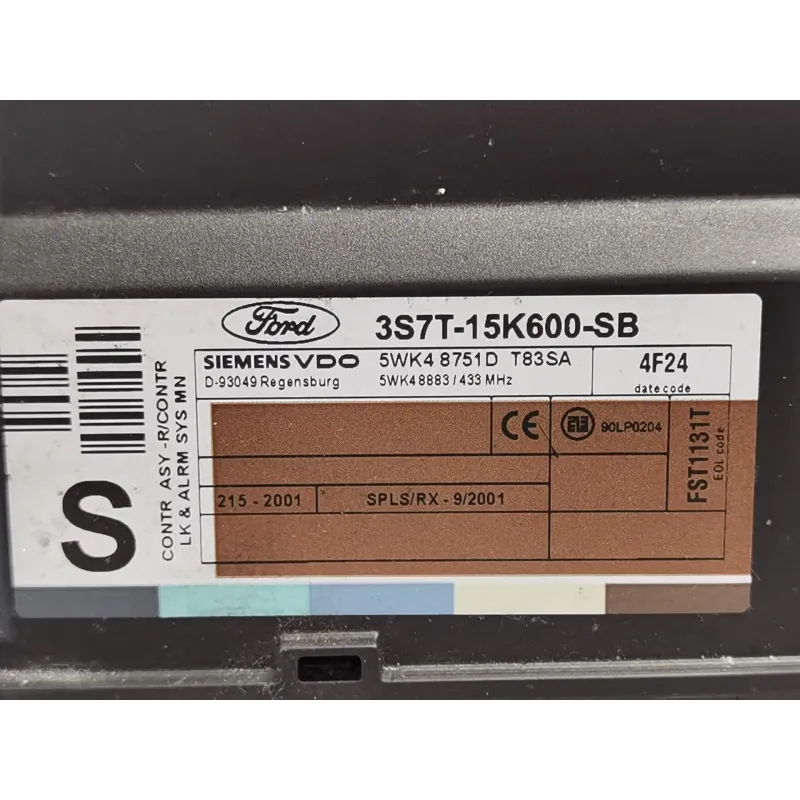 Ford
3S7T-15K600-SB
SIEMENS VDO 5WK4 8751D T83SA 4F24
D-93049 Regensburg 5WK4 8883 / 433 MHz date code
CE 90LP0204
FST1131T
EOL code
215 - 2001 SPLS/RX - 9/2001
CONTR ASY -R/CONTR
LK & ALRM SYS MN
S